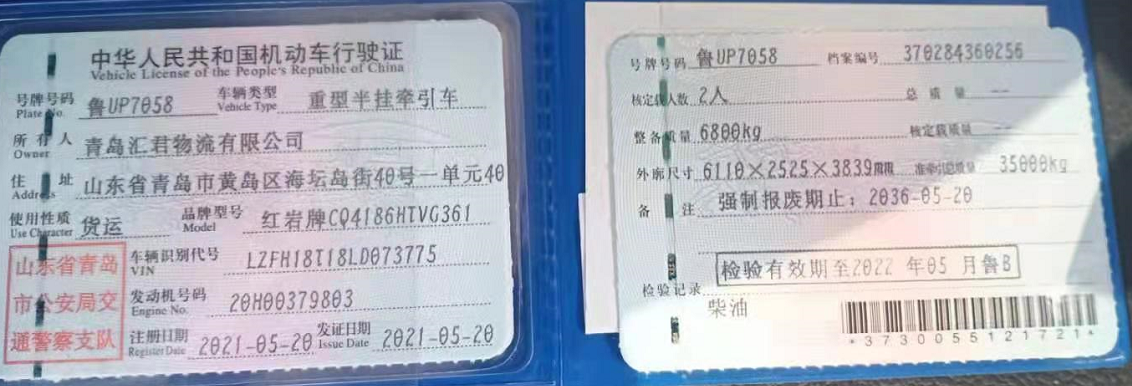 中华人民共和国机动车行驶证
Vehicle License of the People's Republic of China
号牌号码 鲁UP7058 车辆类型 重型半挂牵引车
Plate No. Vehicle Type
所有人 青岛汇君物流有限公司
Owner
住址 山东省青岛市黄岛区海坛岛街40号一单元40
Address
使用性质 货运 品牌型号 红岩牌CQ4186HTVG361
Use Character Model
山东省青岛
市公安局交
通警察支队
车辆识别代号 LZFH18T18LD073775
VIN
发动机号码 20H00379803
Engine No.
注册日期 2021-05-20 发证日期 2021-05-20
Register Date Issue Date
号牌号码 鲁UP7058 档案编号 370284360256
核定载人数 2人 总质量 --
整备质量 6800kg 核定载质量 --
外廓尺寸 6110×2525×3839mm 准牵引总质量 35000kg
备注 强制报废期止：2036-05-20
检验有效期至2022年05月鲁B
检验记录
柴油
*3730055121721*